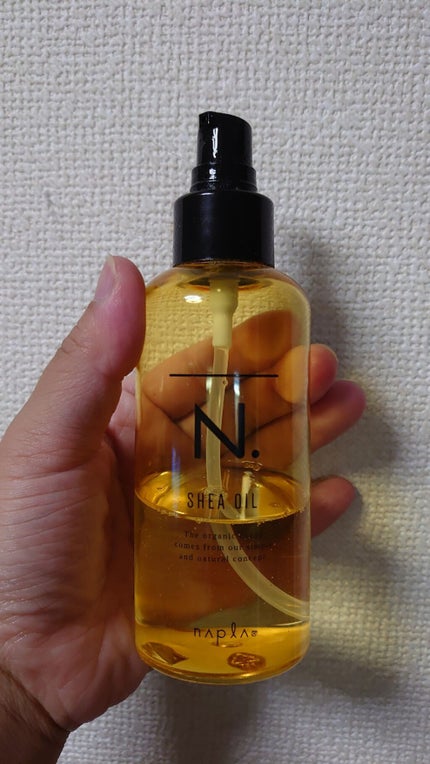 N.
SHEA OIL
The organic
comes from our
and natural concept
napla